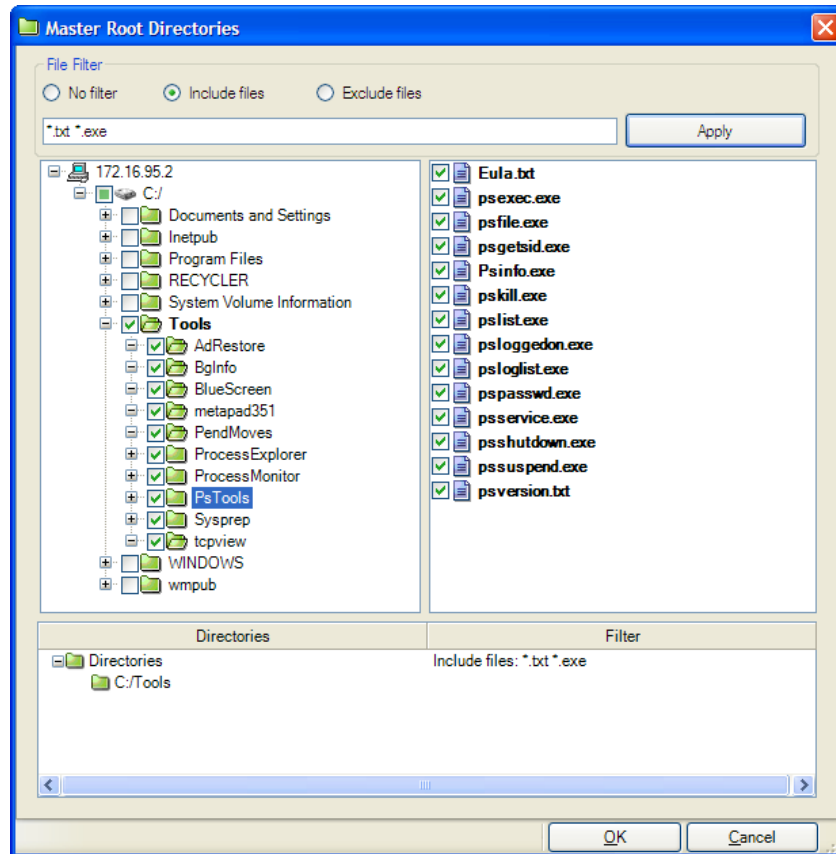 Master Root Directories
File Filter
No filter
Include files
Exclude files
*.txt *.exe
Apply
172.16.95.2
C:/
Documents and Settings
Inetpub
Program Files
RECYCLER
System Volume Information
Tools
AdRestore
BgInfo
BlueScreen
metapad351
PendMoves
ProcessExplorer
ProcessMonitor
PsTools
Sysprep
tcpview
WINDOWS
wmpub
Eula.txt
psexec.exe
psfile.exe
psgetsid.exe
Psinfo.exe
pskill.exe
pslist.exe
psloggedon.exe
psloglist.exe
pspasswd.exe
psservice.exe
psshutdown.exe
pssuspend.exe
psversion.txt
Directories
Filter
Directories
Include files: *.txt *.exe
C:/Tools
OK
Cancel